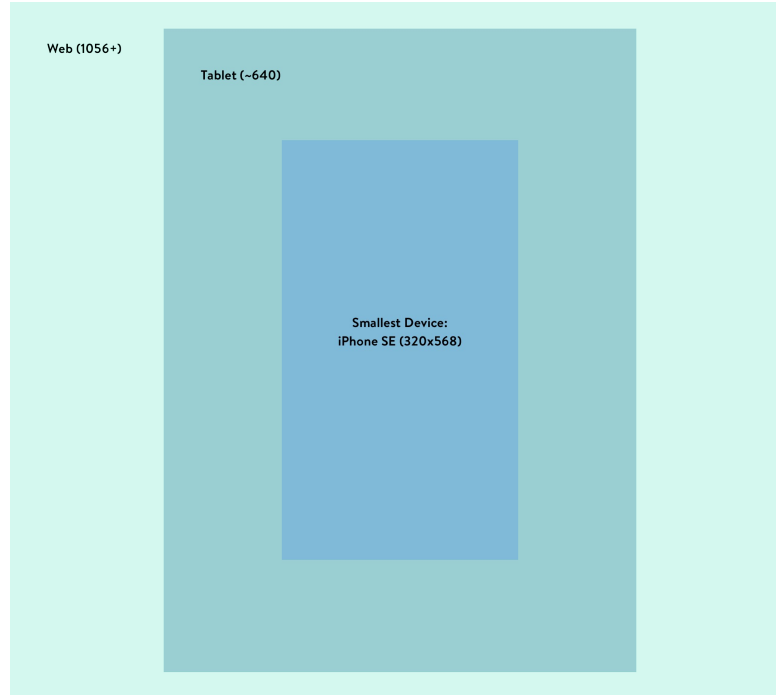 Web (1056+)
Tablet (~640)
Smallest Device:
iPhone SE (320x568)